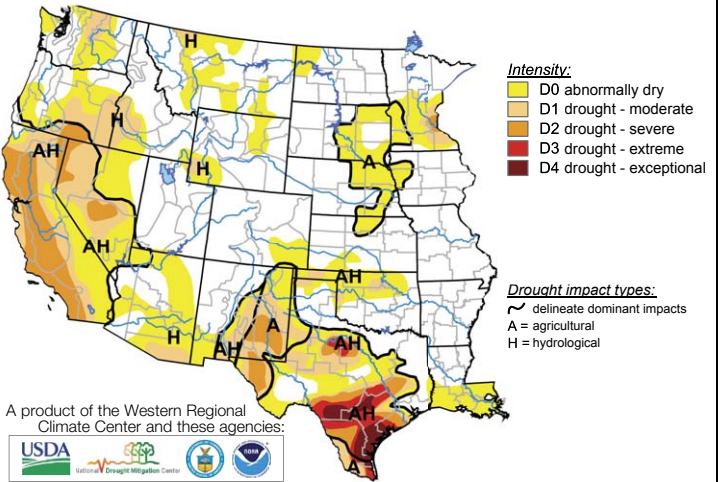 H
H
AH
H
A
AH
AH
H
AH
A
AH
AH
A
Intensity:
D0 abnormally dry
D1 drought - moderate
D2 drought - severe
D3 drought - extreme
D4 drought - exceptional
Drought impact types:
delineate dominant impacts
A = agricultural
H = hydrological
A product of the Western Regional
Climate Center and these agencies:
USDA
National Drought Mitigation Center
NOAA